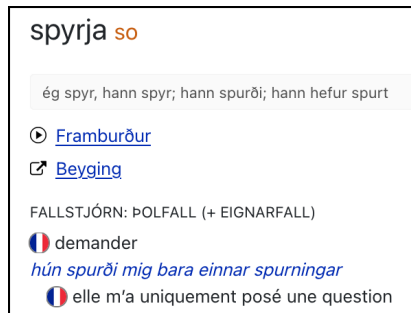 spyrja so
ég spyr, hann spyr; hann spurði; hann hefur spurt
Framburður
Beyging
FALLSTJÓRN: ÞOLFALL (+ EIGNARFALL)
demander
hún spurði mig bara einnar spurningar
elle m'a uniquement posé une question